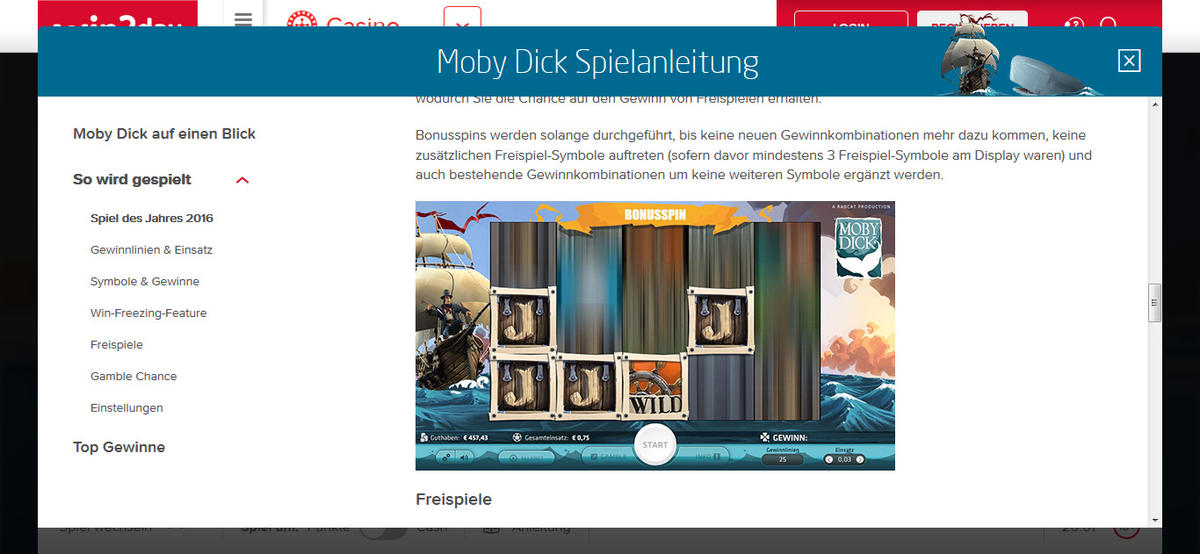 win2day
Casino
LOGIN
REGISTRIEREN
Moby Dick Spielanleitung
wodurch Sie die Chance auf den Gewinn von Freispielen erhalten.
Moby Dick auf einen Blick
So wird gespielt
Spiel des Jahres 2016
Gewinnlinien & Einsatz
Symbole & Gewinne
Win-Freezing-Feature
Freispiele
Gamble Chance
Einstellungen
Top Gewinne
Bonusspins werden solange durchgeführt, bis keine neuen Gewinnkombinationen mehr dazu kommen, keine
zusätzlichen Freispiel-Symbole auftreten (sofern davor mindestens 3 Freispiel-Symbole am Display waren) und
auch bestehende Gewinnkombinationen um keine weiteren Symbole ergänzt werden.
A RABCAT PRODUCTION
BONUSSPIN
MOBY
DICK
J J
J J WILD
Guthaben: € 457,43 Gesamteinsatz: € 0,75 START GEWINN:
Gewinnlinien Einsatz
GAMBLE INFO 25 0,03
Freispiele
Spiel wechseln Spiel um: Punkte Cash Anleitung